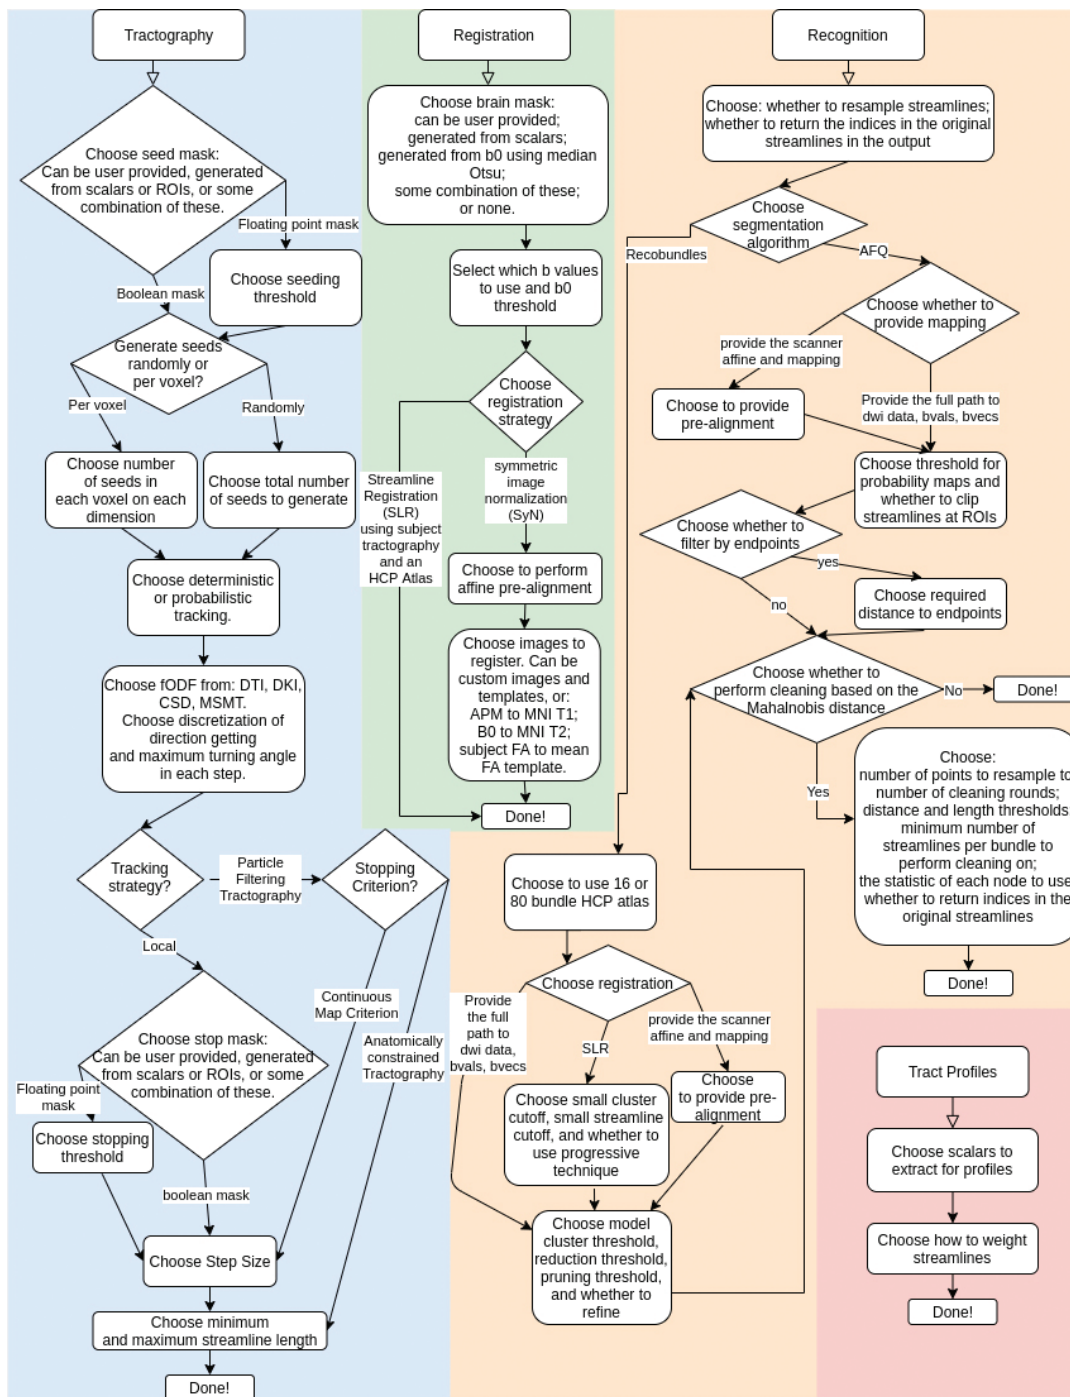 Tractography
Choose seed mask:
Can be user provided, generated
from scalars or ROIs, or some
combination of these.
Floating point mask
Choose seeding
threshold
Boolean mask
Generate seeds
randomly or
per voxel?
Per voxel
Randomly
Choose number
of seeds in
each voxel on each
dimension
Choose total number
of seeds to generate
Choose deterministic
or probabilistic
tracking.
Choose fODF from: DTI, DKI,
CSD, MSMT.
Choose discretization of
direction getting
and maximum turning angle
in each step.
Tracking
strategy?
Particle
Filtering
Tractography
Stopping
Criterion?
Local
Continuous
Map Criterion
Anatomically
constrained
Tractography
Choose stop mask:
Can be user provided, generated
from scalars or ROIs, or some
combination of these.
Floating point
mask
Choose stopping
threshold
boolean mask
Choose Step Size
Choose minimum
and maximum streamline length
Done!
Registration
Choose brain mask:
can be user provided;
generated from scalars;
generated from b0 using median
Otsu;
some combination of these;
or none.
Select which b values
to use and b0
threshold
Choose
registration
strategy
Streamline
Registration
(SLR)
using subject
tractography
and an
HCP Atlas
symmetric
image
normalization
(SyN)
Choose to perform
affine pre-alignment
Choose images to
register. Can be
custom images and
templates, or:
APM to MNI T1;
B0 to MNI T2;
subject FA to mean
FA template.
Done!
Recognition
Choose: whether to resample streamlines;
whether to return the indices in the original
streamlines in the output
Choose
segmentation
algorithm
Recobundles
AFQ
Choose whether to
provide mapping
provide the scanner
affine and mapping
Choose to provide
pre-alignment
Provide the full path to
dwi data, bvals, bvecs
Choose threshold for
probability maps and
whether to clip
streamlines at ROIs
Choose whether to
filter by endpoints
yes
no
Choose required
distance to endpoints
Choose whether to
perform cleaning based on the
Mahalnobis distance
No
Done!
Yes
Choose:
number of points to resample to
number of cleaning rounds;
distance and length thresholds
minimum number of
streamlines per bundle to
perform cleaning on;
the statistic of each node to use
whether to return indices in the
original streamlines
Done!
Choose to use 16 or
80 bundle HCP atlas
Choose registration
Provide
the full
path to
dwi data,
bvals, bvecs
SLR
provide the scanner
affine and mapping
Choose small cluster
cutoff, small streamline
cutoff, and whether to
use progressive
technique
Choose
to provide pre-
alignment
Choose model
cluster threshold,
reduction threshold,
pruning threshold,
and whether to
refine
Tract Profiles
Choose scalars to
extract for profiles
Choose how to weight
streamlines
Done!